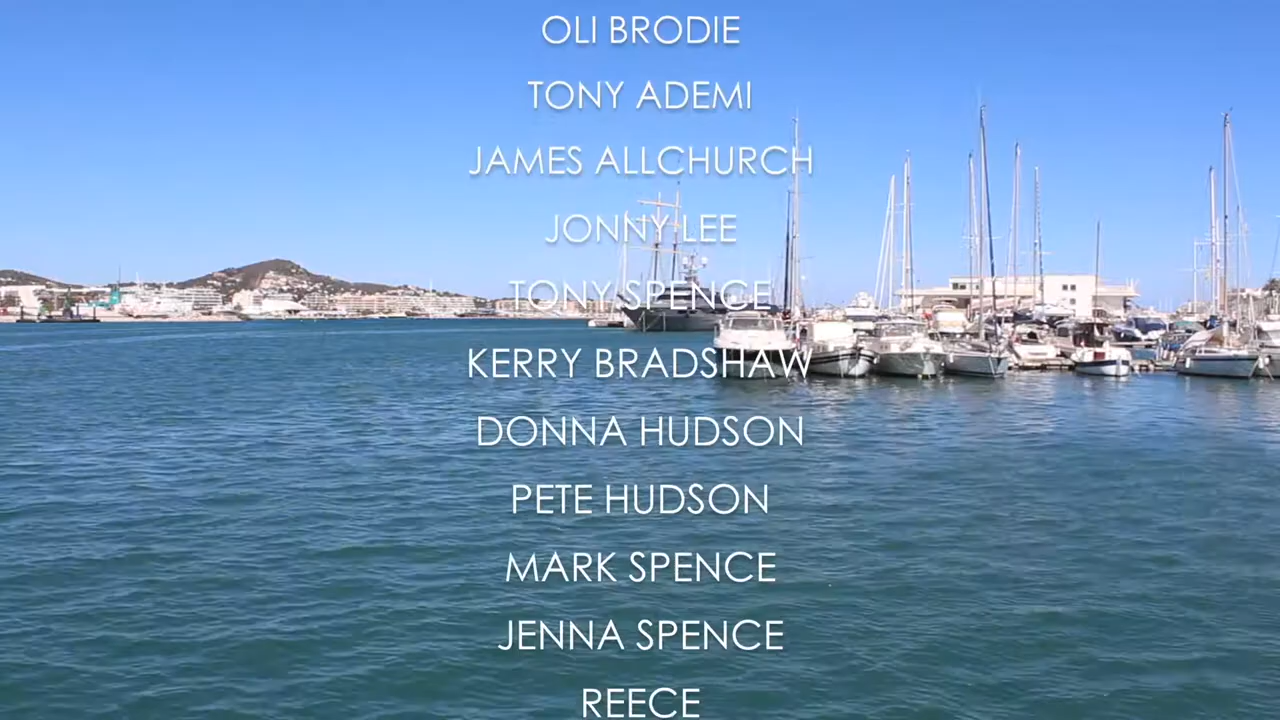 OLI BRODIE
TONY ADEMI
JAMES ALLCHURCH
JONNY LEE
TONY SPENCE
KERRY BRADSHAW
DONNA HUDSON
PETE HUDSON
MARK SPENCE
JENNA SPENCE
REECE